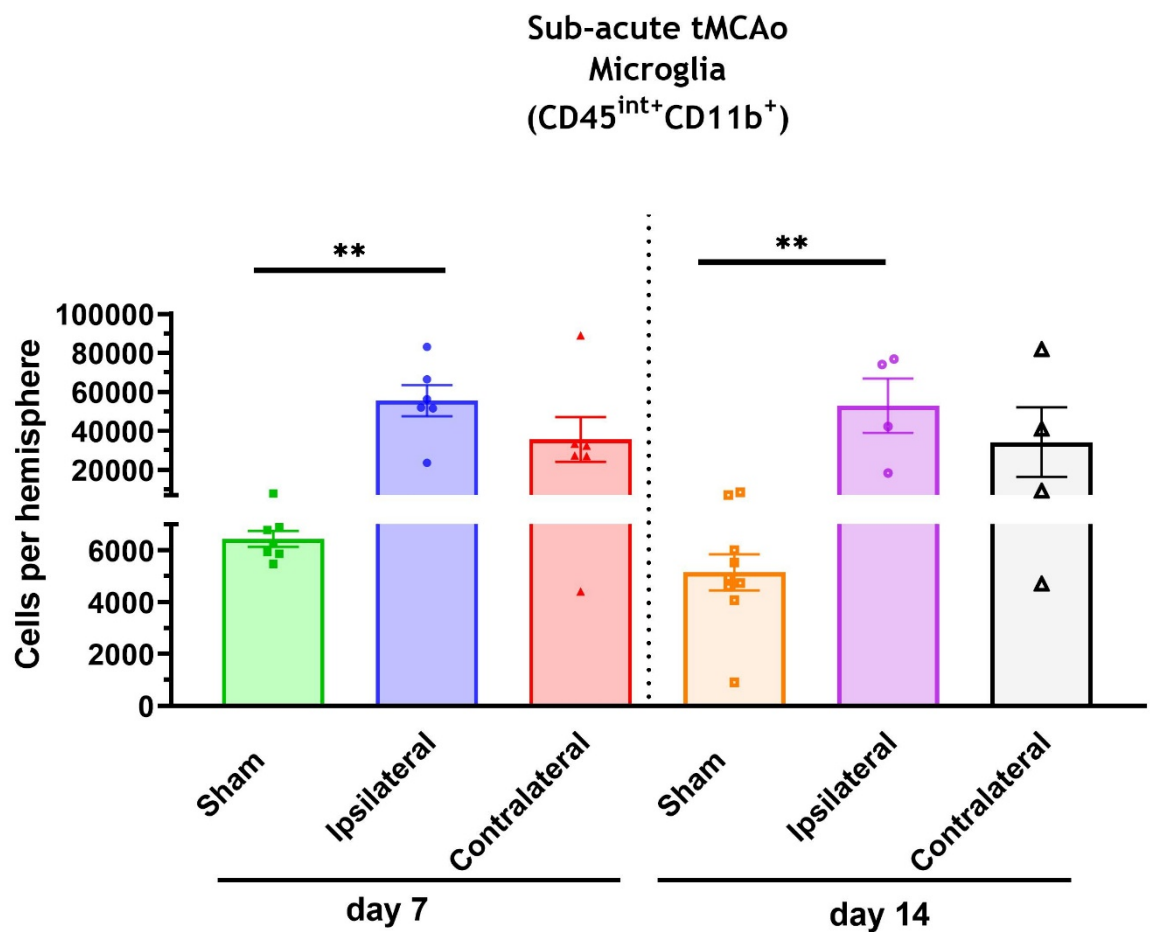 Sub-acute tMCAo
Microglia
(CD45int+CD11b+)
**
**
Cells per hemisphere
100000
80000
60000
40000
20000
6000
4000
2000
0
Sham
Ipsilateral
Contralateral
Sham
Ipsilateral
Contralateral
day 7
day 14